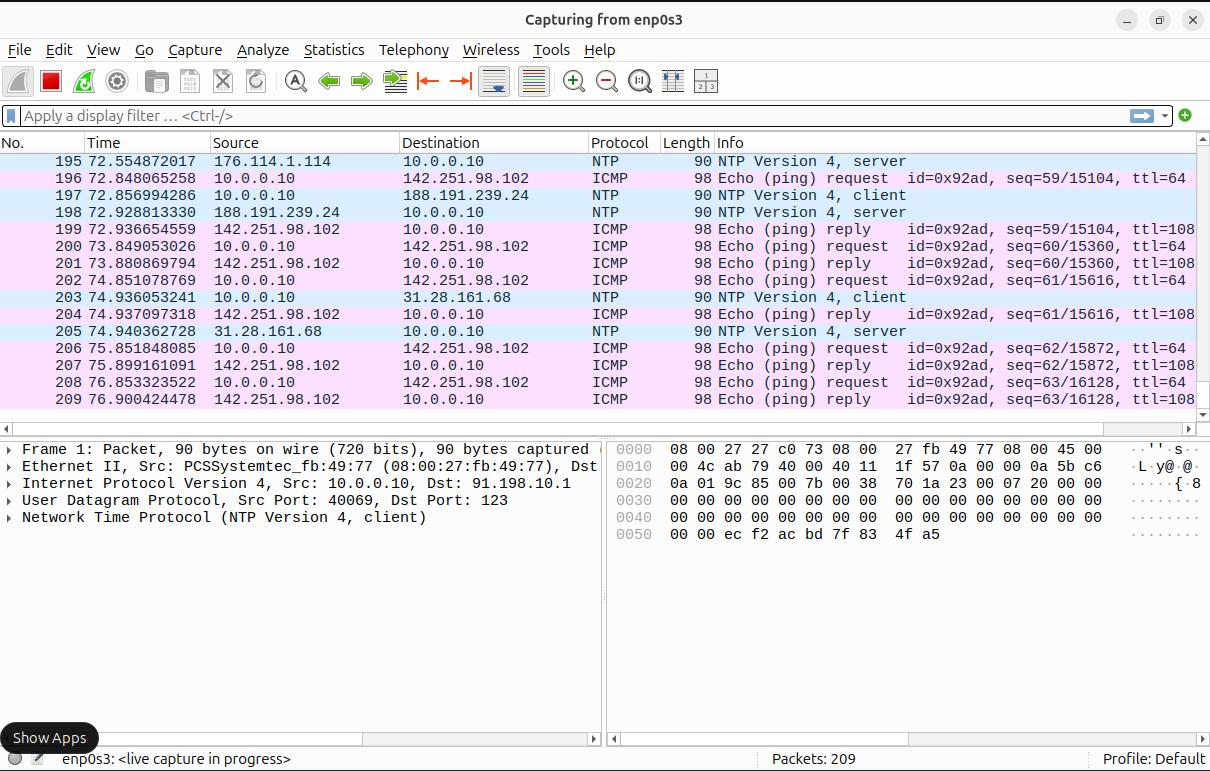 Capturing from enp0s3
File Edit View Go Capture Analyze Statistics Telephony Wireless Tools Help
Apply a display filter … <Ctrl-/>
No. Time Source Destination Protocol Length Info
195 72.554872017 176.114.1.114 10.0.0.10 NTP 90 NTP Version 4, server
196 72.848065258 10.0.0.10 142.251.98.102 ICMP 98 Echo (ping) request id=0x92ad, seq=59/15104, ttl=64
197 72.856994286 10.0.0.10 188.191.239.24 NTP 90 NTP Version 4, client
198 72.928813330 188.191.239.24 10.0.0.10 NTP 90 NTP Version 4, server
199 72.936654559 142.251.98.102 10.0.0.10 ICMP 98 Echo (ping) reply id=0x92ad, seq=59/15104, ttl=108
200 73.849053026 10.0.0.10 142.251.98.102 ICMP 98 Echo (ping) request id=0x92ad, seq=60/15360, ttl=64
201 73.880869794 142.251.98.102 10.0.0.10 ICMP 98 Echo (ping) reply id=0x92ad, seq=60/15360, ttl=108
202 74.851078769 10.0.0.10 142.251.98.102 ICMP 98 Echo (ping) request id=0x92ad, seq=61/15616, ttl=64
203 74.936053241 10.0.0.10 31.28.161.68 NTP 90 NTP Version 4, client
204 74.937097318 142.251.98.102 10.0.0.10 ICMP 98 Echo (ping) reply id=0x92ad, seq=61/15616, ttl=108
205 74.940362728 31.28.161.68 10.0.0.10 NTP 90 NTP Version 4, server
206 75.851848085 10.0.0.10 142.251.98.102 ICMP 98 Echo (ping) request id=0x92ad, seq=62/15872, ttl=64
207 75.899161091 142.251.98.102 10.0.0.10 ICMP 98 Echo (ping) reply id=0x92ad, seq=62/15872, ttl=108
208 76.853323522 10.0.0.10 142.251.98.102 ICMP 98 Echo (ping) request id=0x92ad, seq=63/16128, ttl=64
209 76.900424478 142.251.98.102 10.0.0.10 ICMP 98 Echo (ping) reply id=0x92ad, seq=63/16128, ttl=108
Frame 1: Packet, 90 bytes on wire (720 bits), 90 bytes captured (
Ethernet II, Src: PCSSystemtec_fb:49:77 (08:00:27:fb:49:77), Dst
Internet Protocol Version 4, Src: 10.0.0.10, Dst: 91.198.10.1
User Datagram Protocol, Src Port: 40069, Dst Port: 123
Network Time Protocol (NTP Version 4, client)
0000 08 00 27 27 c0 73 08 00 27 fb 49 77 08 00 45 00 ··''·s··
0010 00 4c ab 79 40 00 40 11 1f 57 0a 00 00 0a 5b c6 ·L·y@·@·
0020 0a 01 9c 85 00 7b 00 38 70 1a 23 00 07 20 00 00 ·····{·8
0030 00 00 00 00 00 00 00 00 00 00 00 00 00 00 00 00 ········
0040 00 00 00 00 00 00 00 00 00 00 00 00 00 00 00 00 ········
0050 00 00 ec f2 ac bd 7f 83 4f a5 ········
Show Apps
enp0s3: <live capture in progress>
Packets: 209
Profile: Default